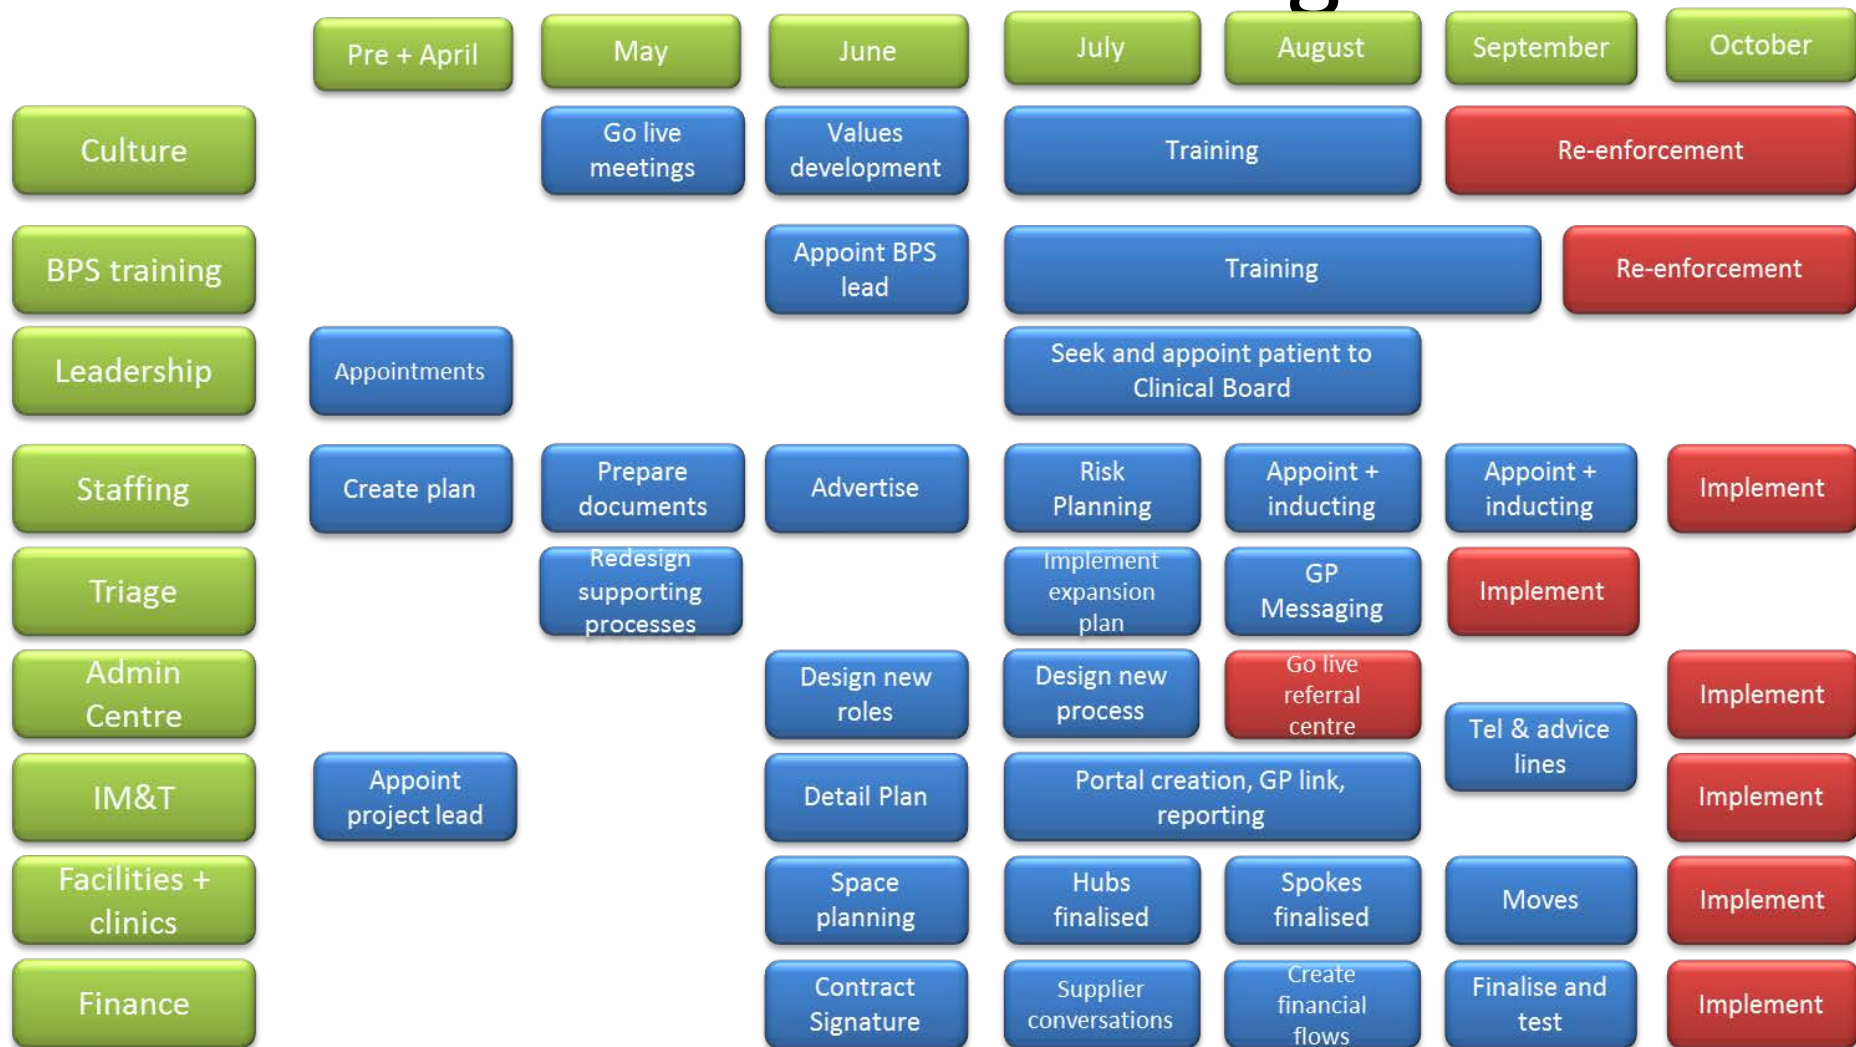 g
Pre + April
May
June
July
August
September
October
Culture
Go live
meetings
Values
development
Training
Re-enforcement
BPS training
Appoint BPS
lead
Training
Re-enforcement
Leadership
Appointments
Seek and appoint patient to
Clinical Board
Staffing
Create plan
Prepare
documents
Advertise
Risk
Planning
Appoint +
inducting
Appoint +
inducting
Implement
Triage
Redesign
supporting
processes
Implement
expansion
plan
GP
Messaging
Implement
Admin
Centre
Design new
roles
Design new
process
Go live
referral
centre
Tel & advice
lines
Implement
IM&T
Appoint
project lead
Detail Plan
Portal creation, GP link,
reporting
Implement
Facilities +
clinics
Space
planning
Hubs
finalised
Spokes
finalised
Moves
Implement
Finance
Contract
Signature
Supplier
conversations
Create
financial
flows
Finalise and
test
Implement